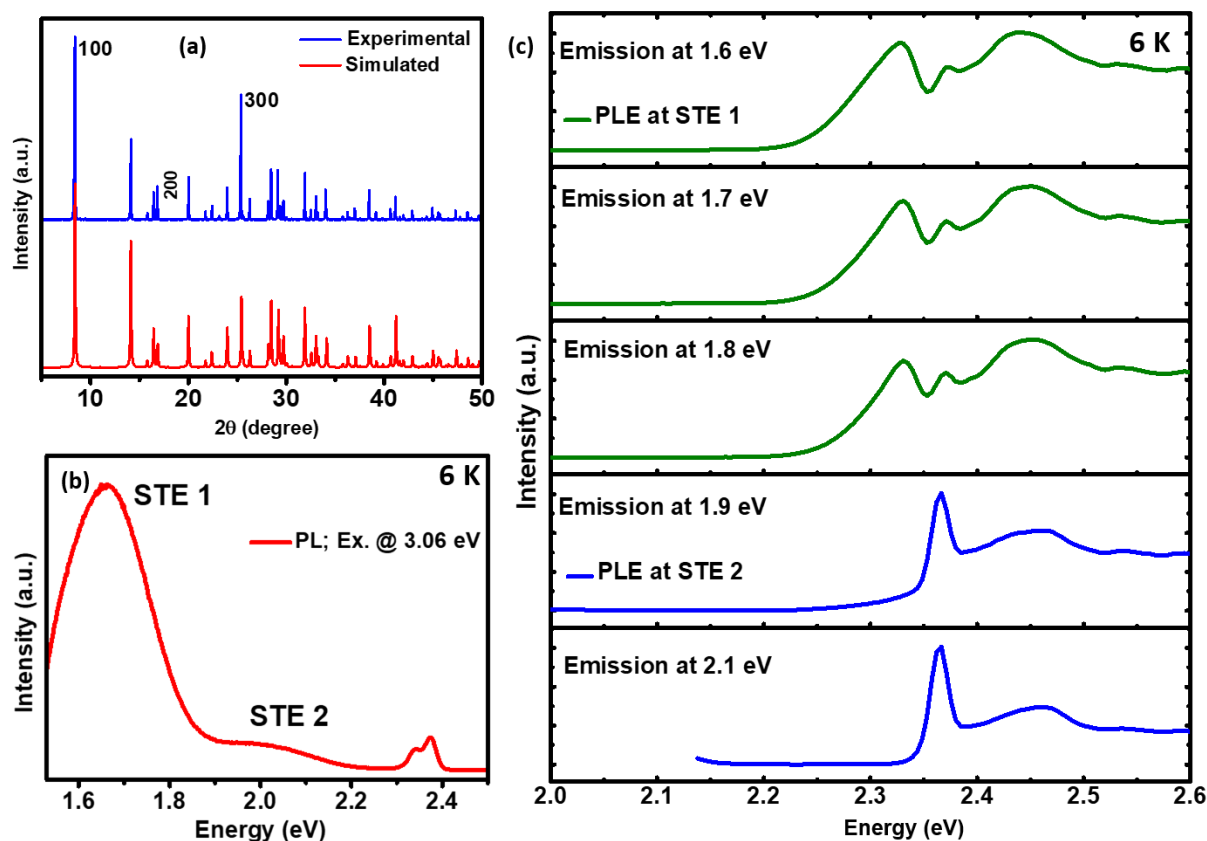 (a)
Experimental
Simulated
100
200
300
Intensity (a.u.)
10 20 30 40 50
2θ (degree)
(b)
6 K
STE 1
STE 2
PL; Ex. @ 3.06 eV
Intensity (a.u.)
1.6 1.8 2.0 2.2 2.4
Energy (eV)
(c)
6 K
Emission at 1.6 eV
PLE at STE 1
Emission at 1.7 eV
Emission at 1.8 eV
Emission at 1.9 eV
PLE at STE 2
Emission at 2.1 eV
Intensity (a.u.)
2.0 2.1 2.2 2.3 2.4 2.5 2.6
Energy (eV)